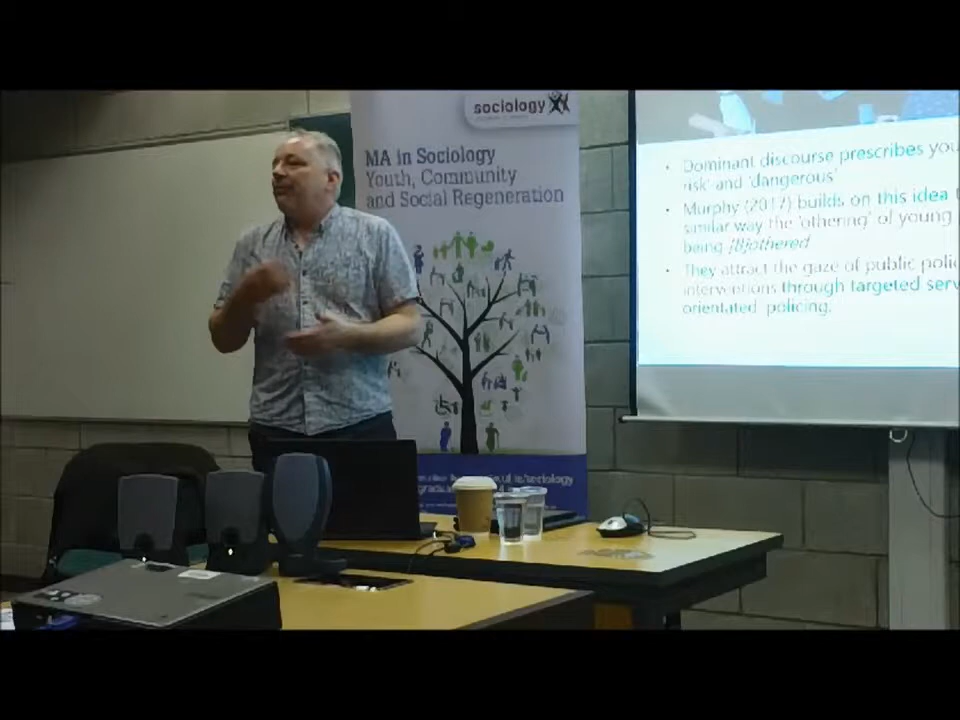 sociology
MA in Sociology
Youth, Community
and Social Regeneration
Dominant discourse prescribes you
risk' and 'dangerous'
Murphy (2017) builds on this idea
similar way the 'othering' of young
being [B]othered
They attract the gaze of public poli
interventions through targeted serv
orientated policing.